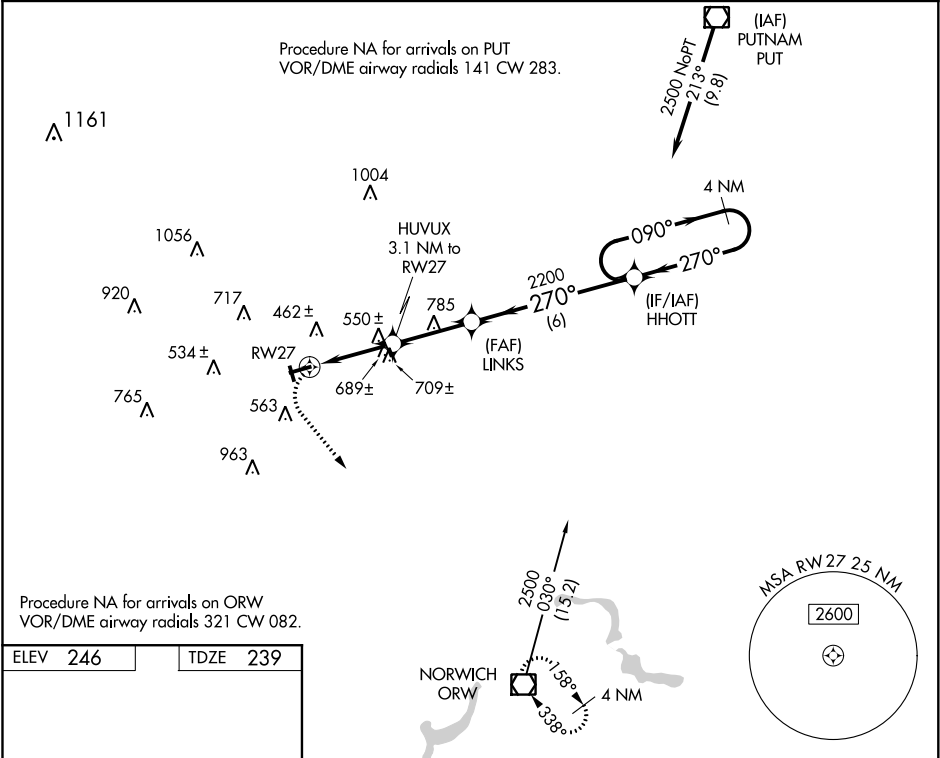 Procedure NA for arrivals on PUT
VOR/DME airway radials 141 CW 283.
(IAF)
PUTNAM
PUT
2500 NoPT
213°
(9.8)
1161
1004
4 NM
HUVUX
3.1 NM to
RW27
090°
270°
1056
2200
270°
(6)
(IF/IAF)
HHOTT
920
717
462±
550±
785
(FAF)
LINKS
534±
RW27
689±
709±
765
563
963
2500
030°
(15.2)
MSA RW27 25 NM
2600
Procedure NA for arrivals on ORW
VOR/DME airway radials 321 CW 082.
ELEV 246
TDZE 239
NORWICH
ORW
158°
4 NM
338°